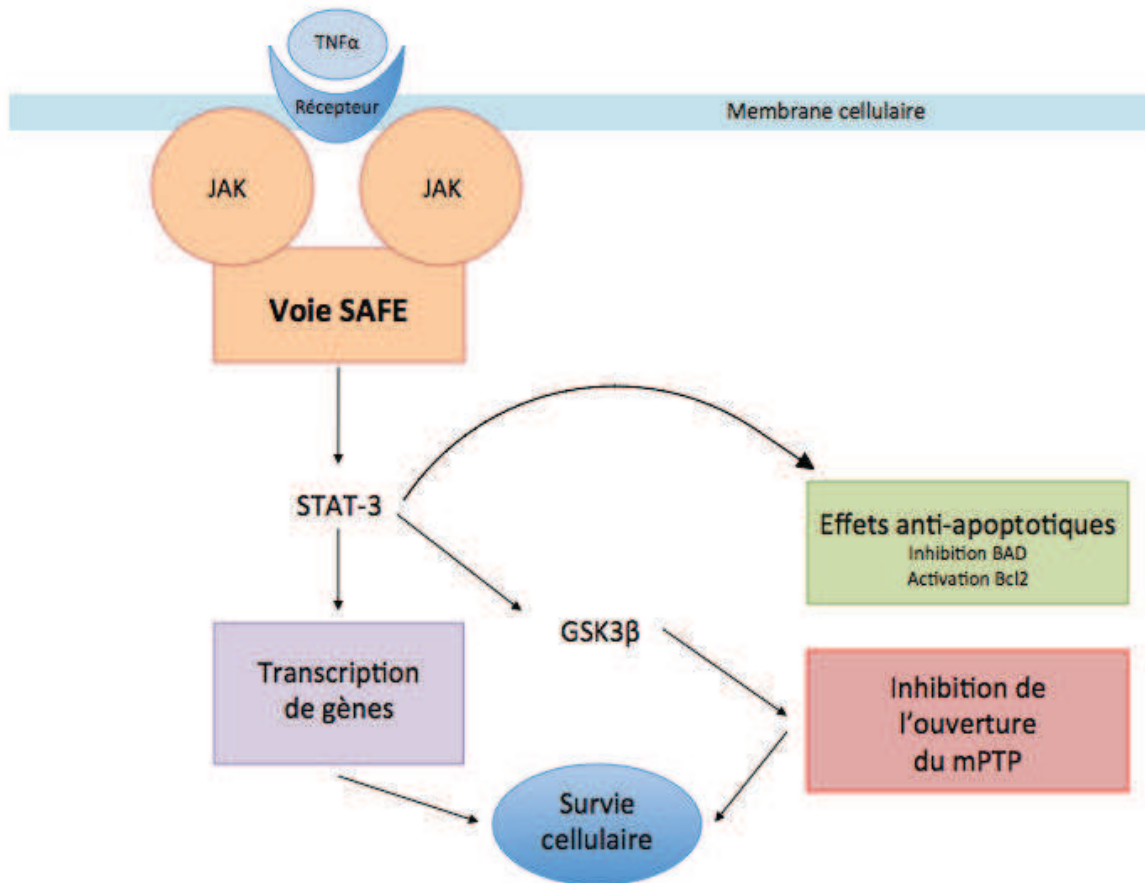 TNFα
Récepteur
Membrane cellulaire
JAK
JAK
Voie SAFE
STAT-3
Effets anti-apoptotiques
Inhibition BAD
Activation Bcl2
GSK3β
Transcription
de gènes
Inhibition de
l'ouverture
du mPTP
Survie
cellulaire